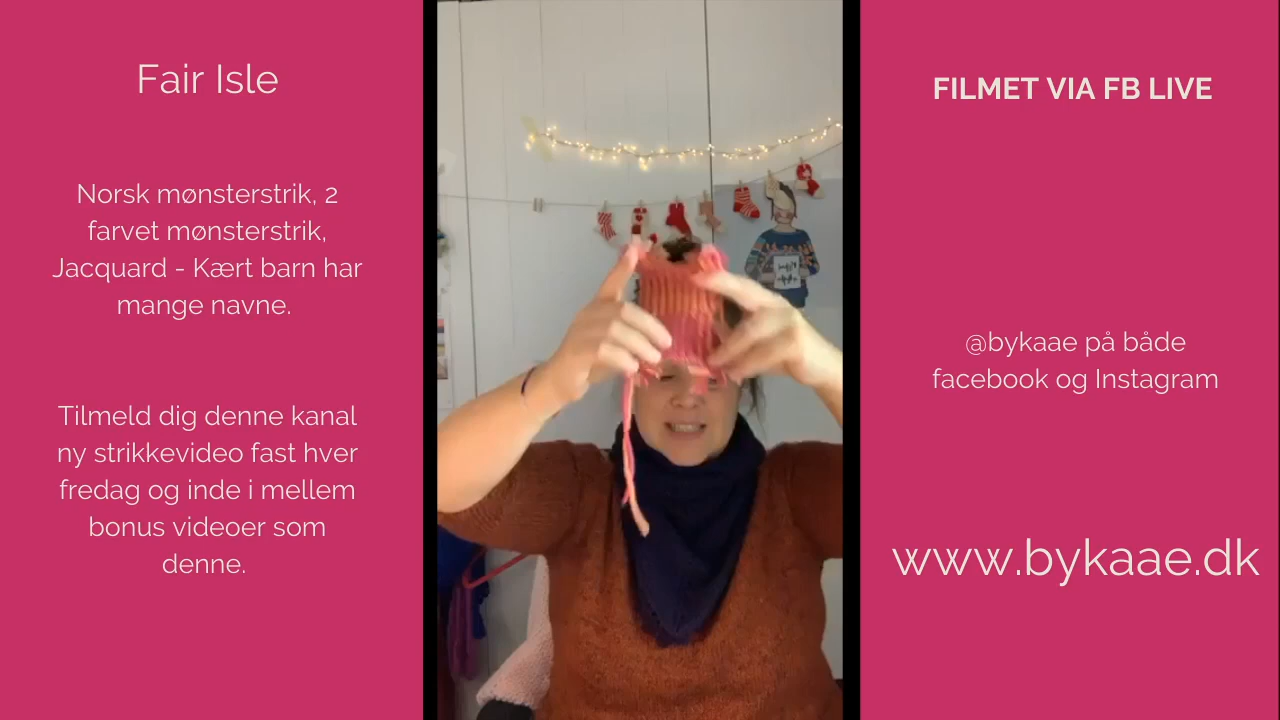 Fair Isle
Norsk mønsterstrik, 2
farvet mønsterstrik,
Jacquard - Kært barn har
mange navne.
Tilmeld dig denne kanal
ny strikkevideo fast hver
fredag og inde i mellem
bonus videoer som
denne.
FILMET VIA FB LIVE
@bykaae på både
facebook og Instagram
www.bykaae.dk